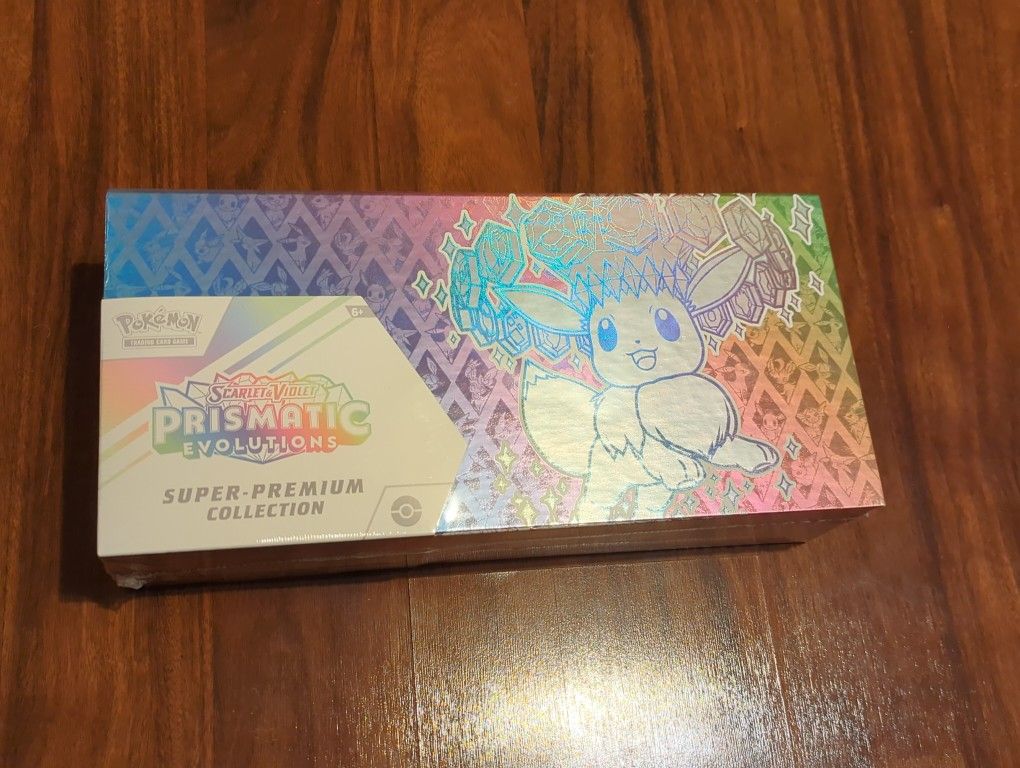 POKéMON
TRADING CARD GAME
6+
SCARLET & VIOLET
PRISMATIC
EVOLUTIONS
SUPER-PREMIUM
COLLECTION